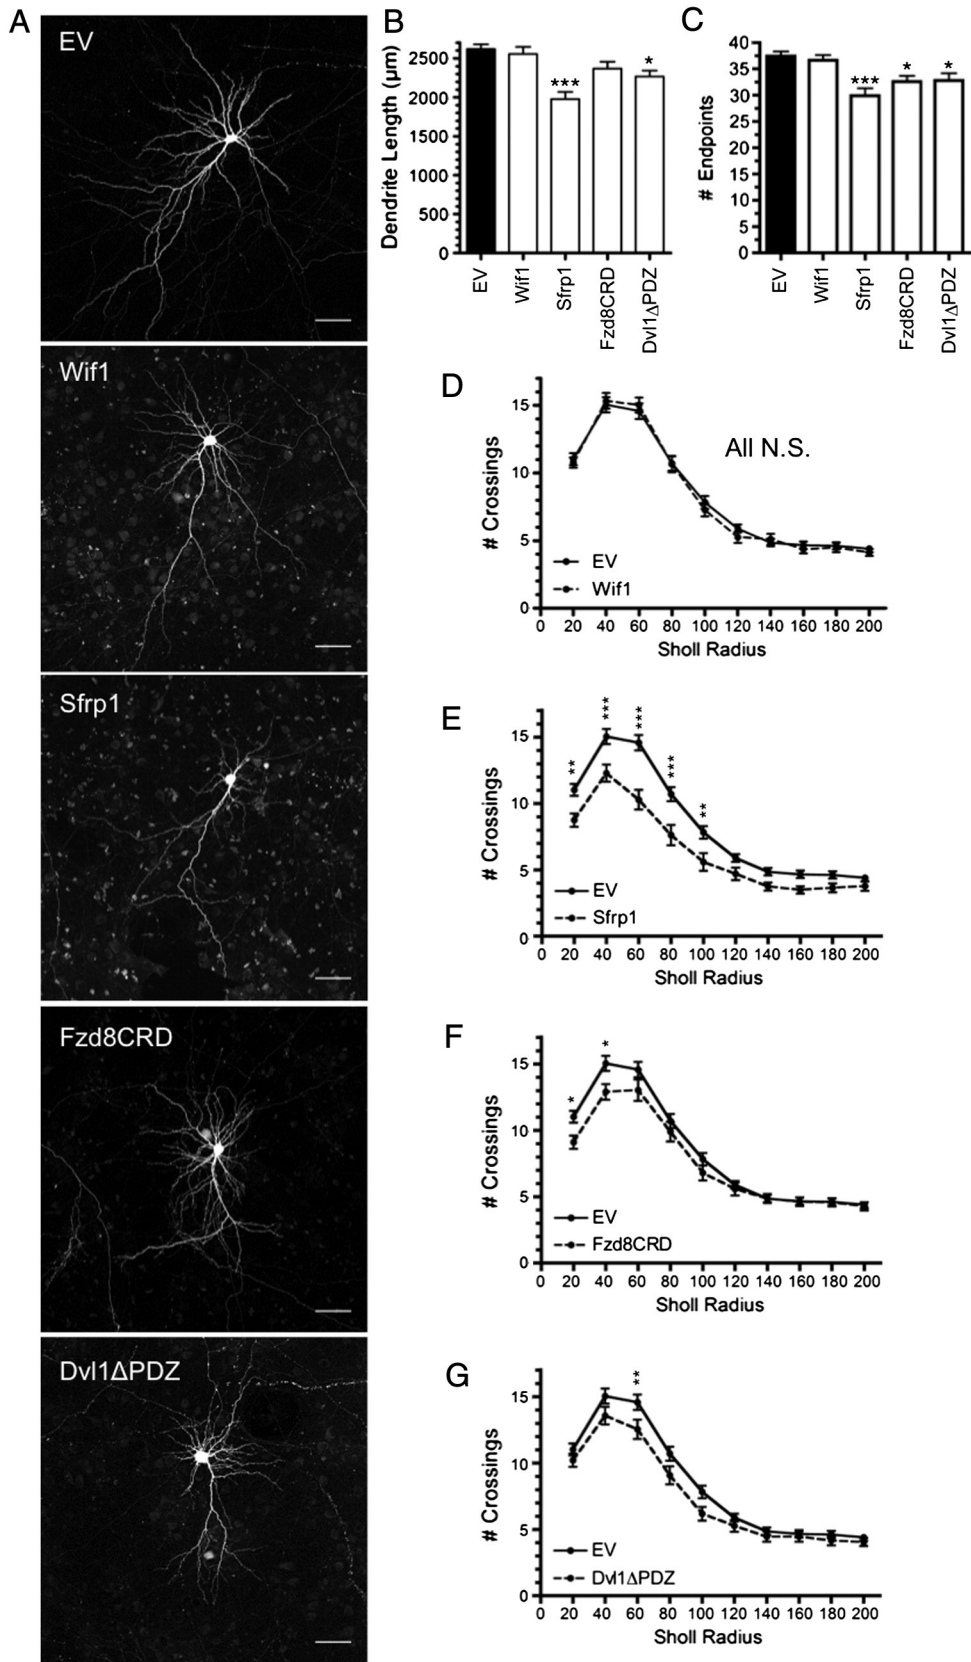 A
EV
Wif1
Sfrp1
Fzd8CRD
Dvl1ΔPDZ
B
Dendrite Length (µm)
2500
2000
1500
1000
500
0
***
*
EV
Wif1
Sfrp1
Fzd8CRD
Dvl1ΔPDZ
C
# Endpoints
40
35
30
25
20
15
10
5
0
***
*
*
EV
Wif1
Sfrp1
Fzd8CRD
Dvl1ΔPDZ
D
# Crossings
15
10
5
0
All N.S.
EV
Wif1
0 20 40 60 80 100 120 140 160 180 200
Sholl Radius
E
# Crossings
15
10
5
0
**
***
***
***
**
EV
Sfrp1
0 20 40 60 80 100 120 140 160 180 200
Sholl Radius
F
# Crossings
15
10
5
0
*
*
EV
Fzd8CRD
0 20 40 60 80 100 120 140 160 180 200
Sholl Radius
G
# Crossings
15
10
5
0
**
EV
Dvl1ΔPDZ
0 20 40 60 80 100 120 140 160 180 200
Sholl Radius